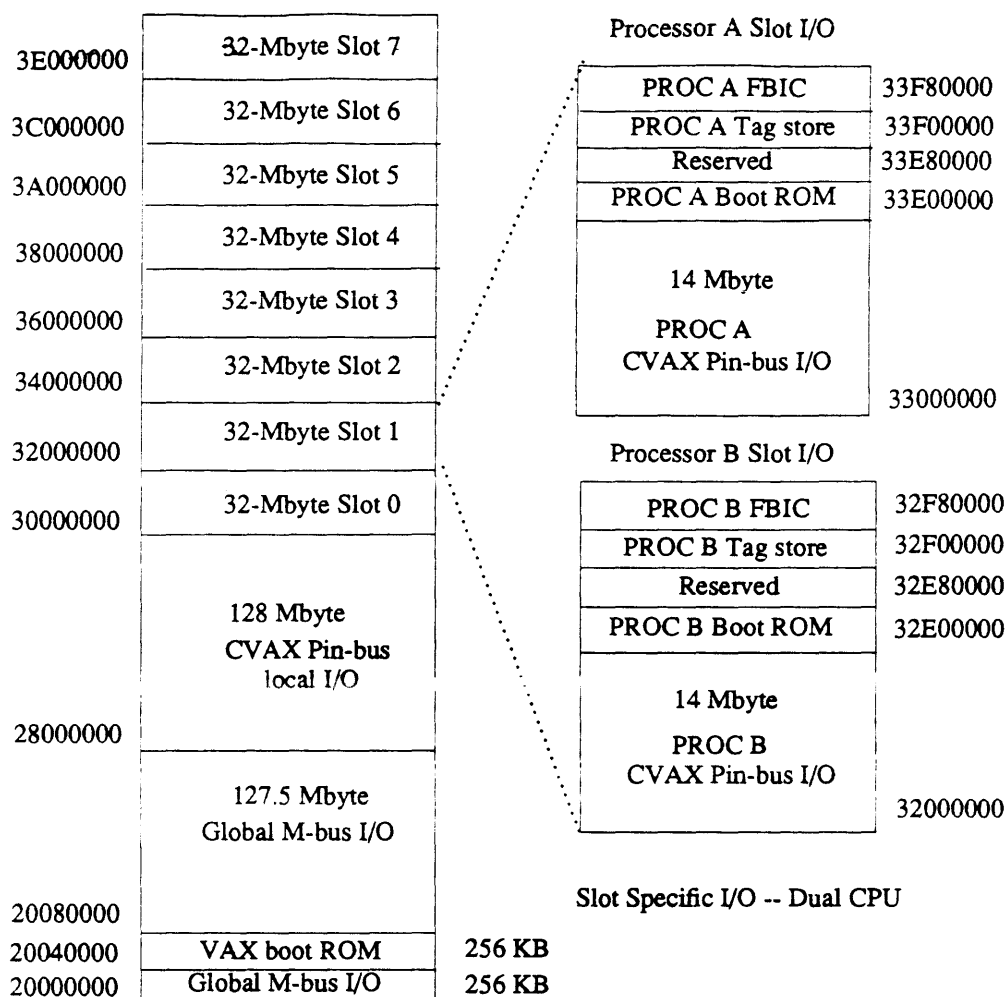 3E000000
32-Mbyte Slot 7
3C000000
32-Mbyte Slot 6
3A000000
32-Mbyte Slot 5
38000000
32-Mbyte Slot 4
36000000
32-Mbyte Slot 3
34000000
32-Mbyte Slot 2
32000000
32-Mbyte Slot 1
30000000
32-Mbyte Slot 0
128 Mbyte
CVAX Pin-bus
local I/O
28000000
127.5 Mbyte
Global M-bus I/O
20080000
20040000
VAX boot ROM
256 KB
20000000
Global M-bus I/O
256 KB
Processor A Slot I/O
PROC A FBIC
33F80000
PROC A Tag store
33F00000
Reserved
33E80000
PROC A Boot ROM
33E00000
14 Mbyte
PROC A
CVAX Pin-bus I/O
33000000
Processor B Slot I/O
PROC B FBIC
32F80000
PROC B Tag store
32F00000
Reserved
32E80000
PROC B Boot ROM
32E00000
14 Mbyte
PROC B
CVAX Pin-bus I/O
32000000
Slot Specific I/O -- Dual CPU